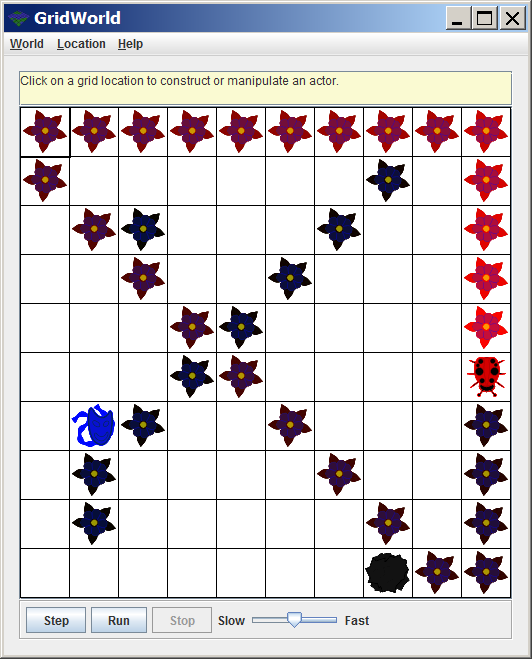 GridWorld
World Location Help
Click on a grid location to construct or manipulate an actor.
Step Run Stop Slow Fast